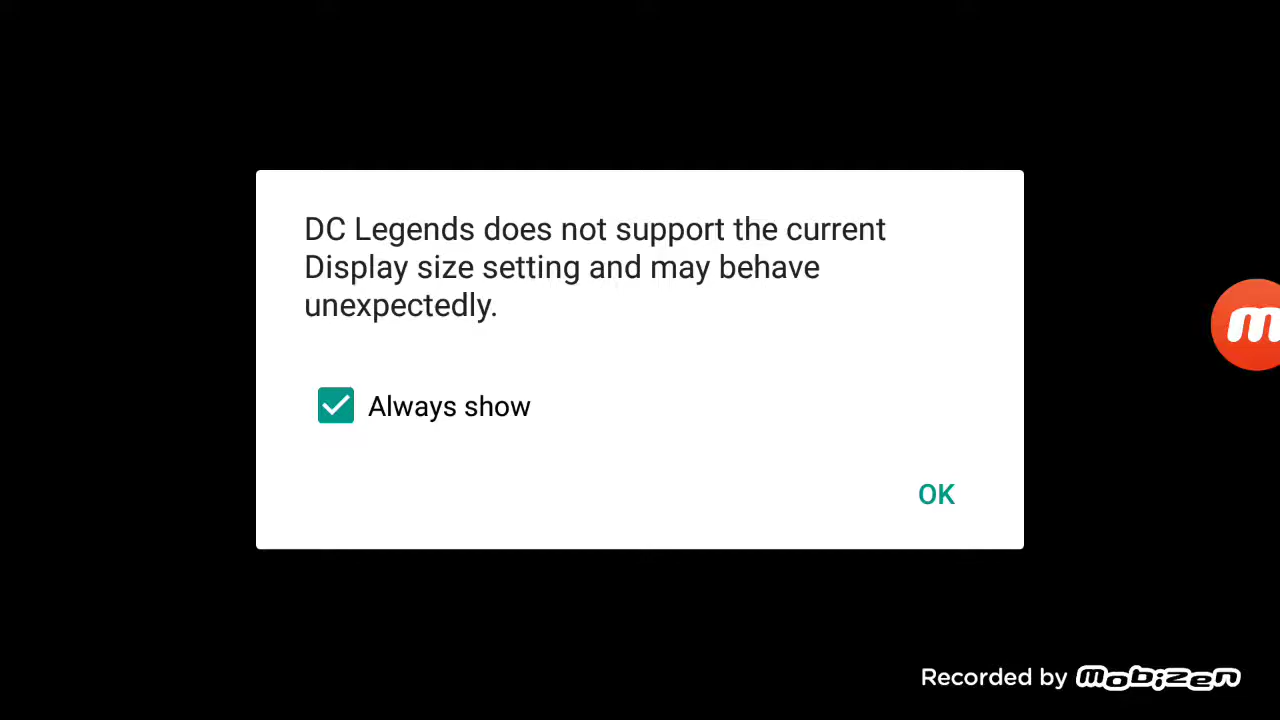 DC Legends does not support the current
Display size setting and may behave
unexpectedly.
Always show
OK
m
Recorded by mobizen